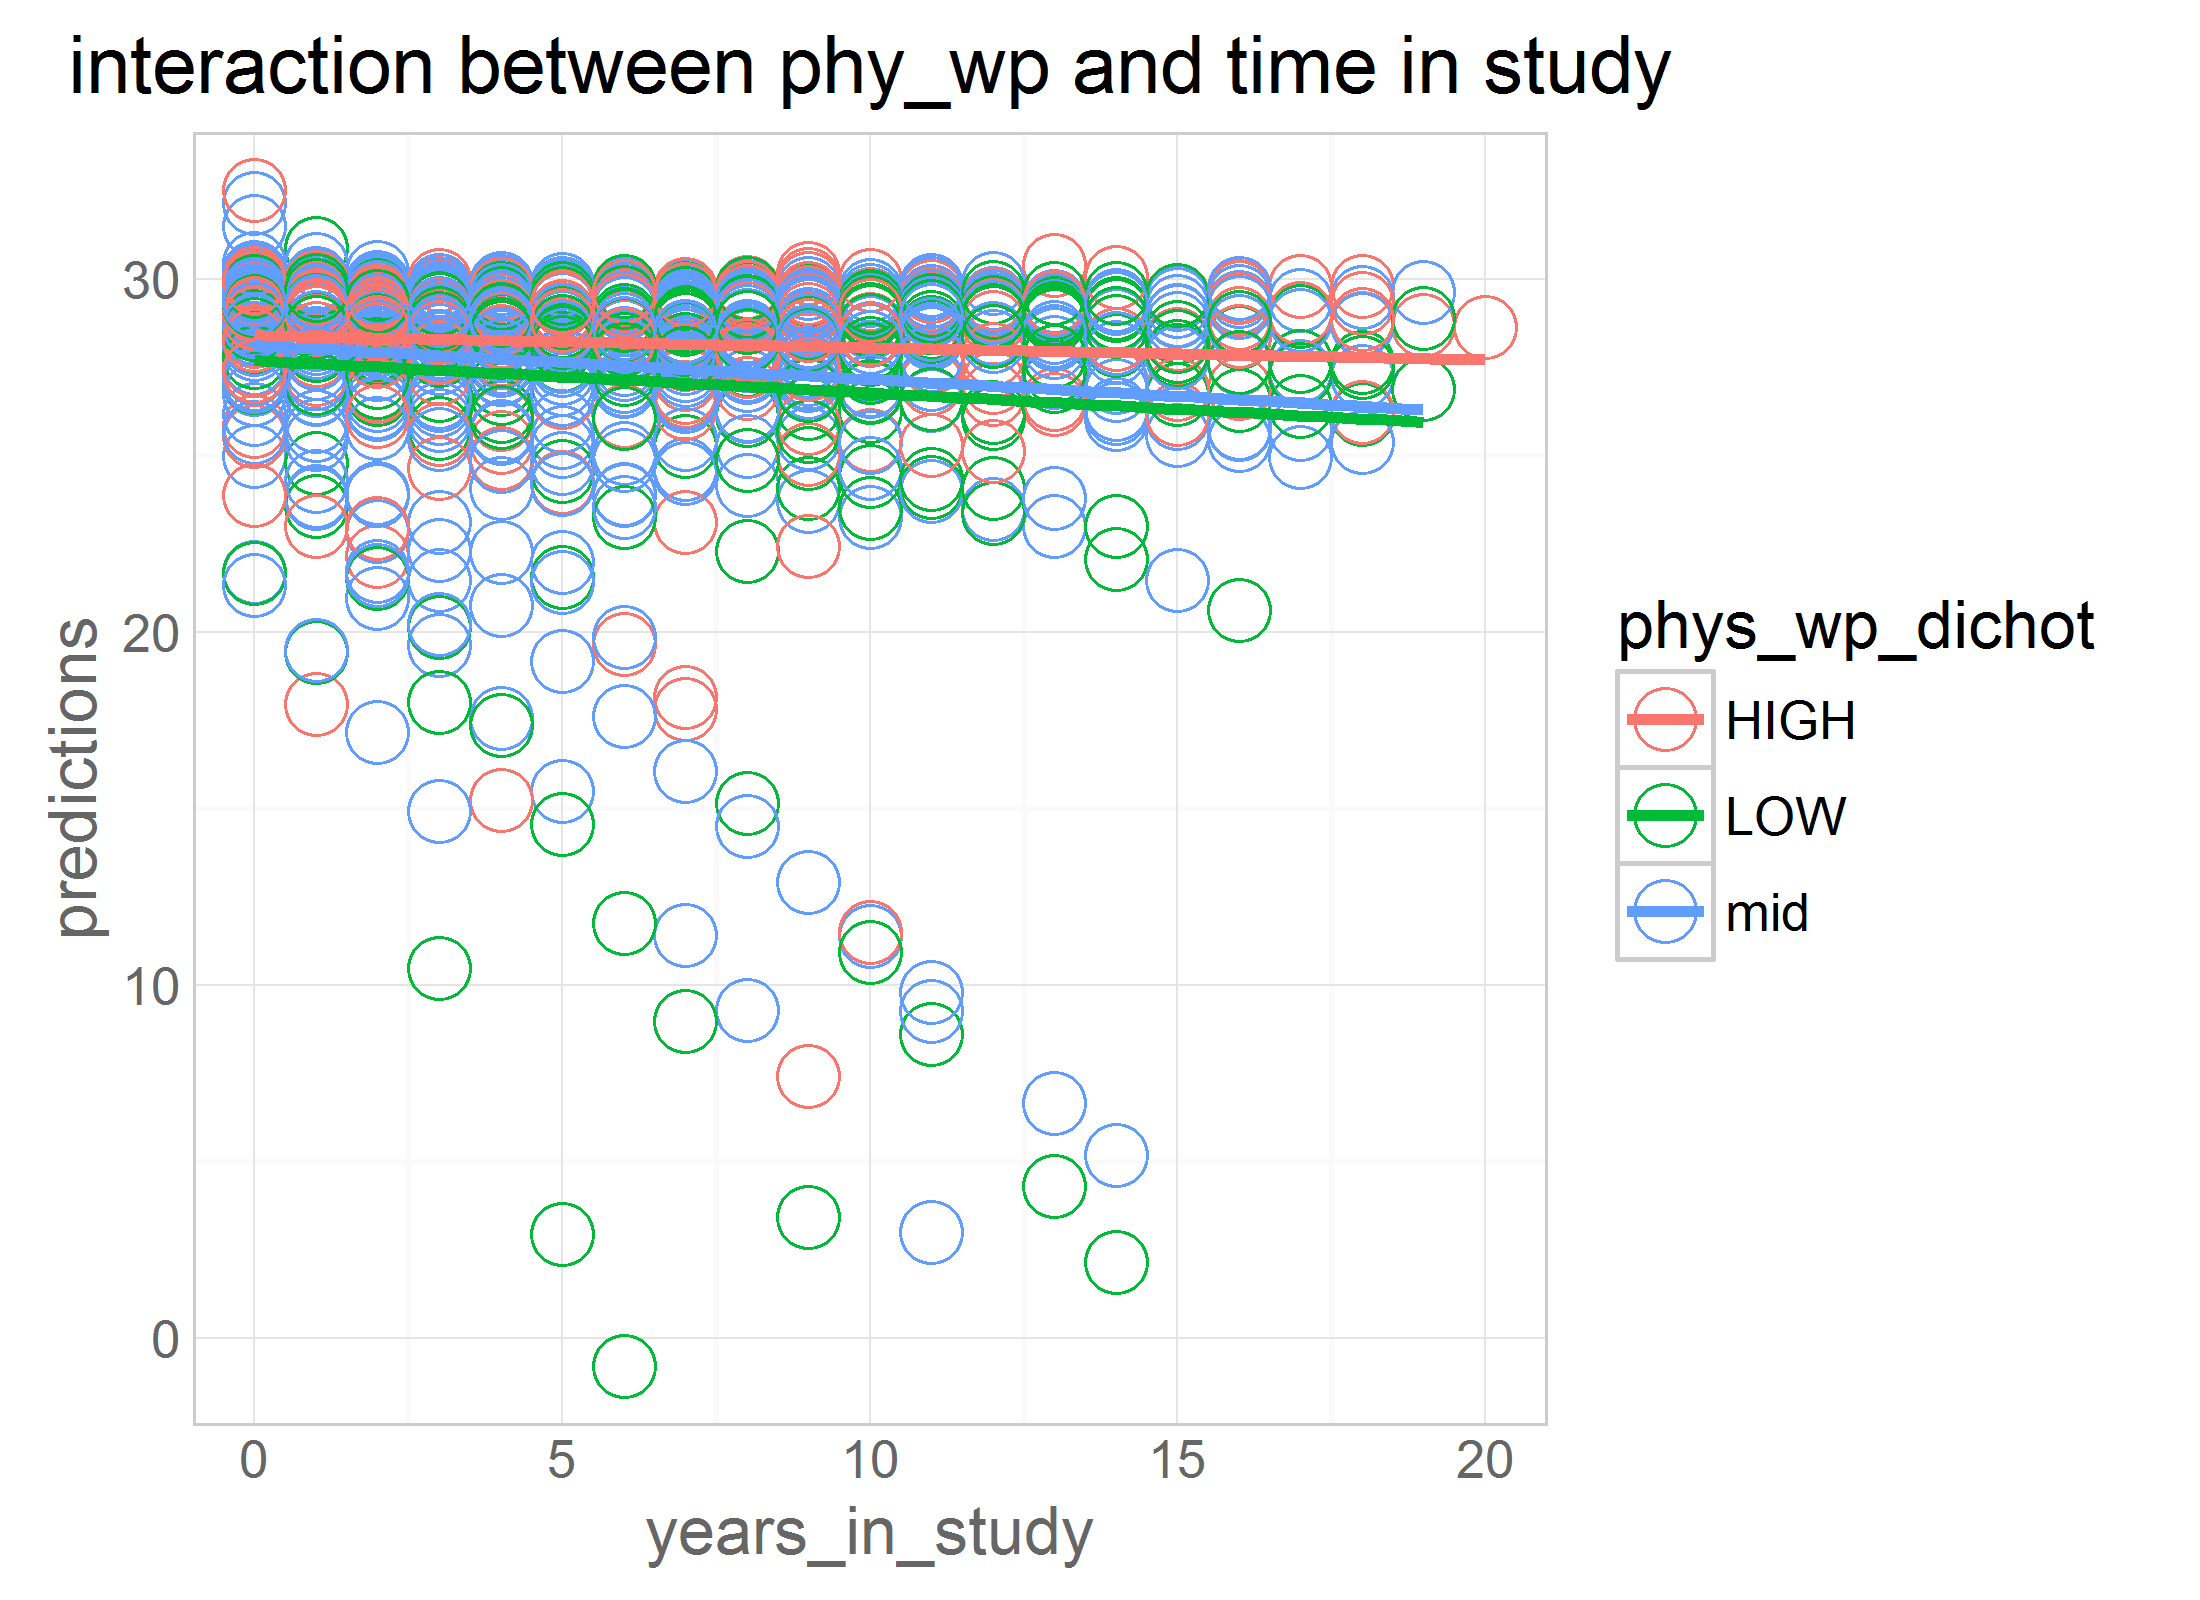 interaction between phy_wp and time in study
predictions
30
20
10
0
0 5 10 15 20
years_in_study
phys_wp_dichot
HIGH
LOW
mid